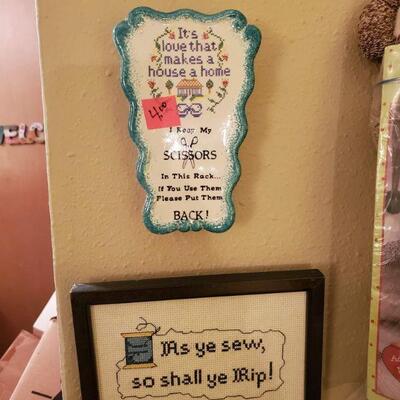 It's
love that
makes a
house a home
4.00
I Keep My
SCISSORS
In This Rack...
If You Use Them
Please Put Them
BACK!
As ye sew,
so shall ye Rip!